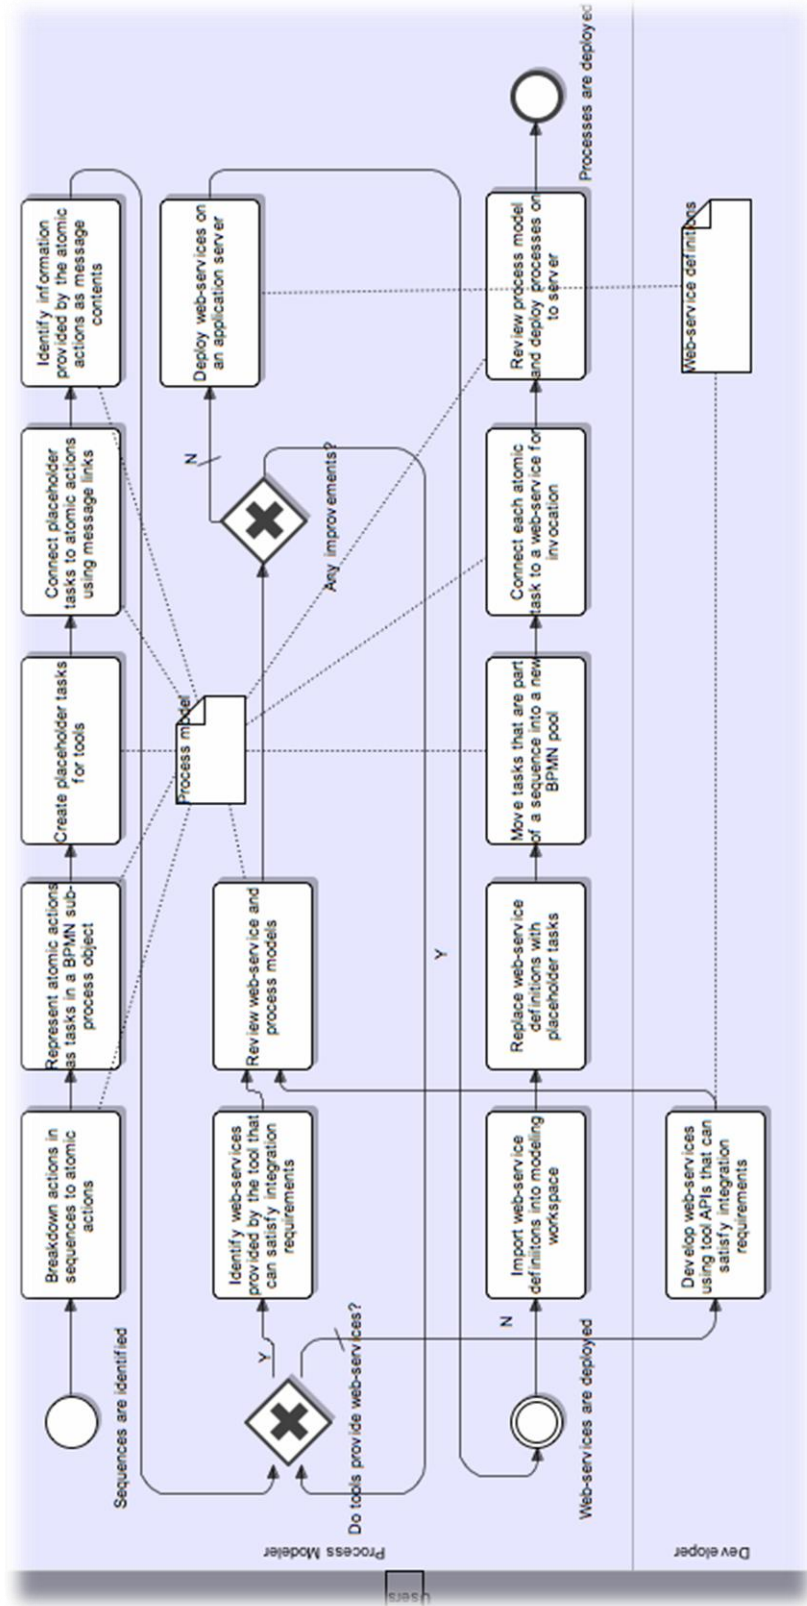 Users
Process Modeler
Developer
Sequences are identified
Breakdown actions in
sequences to atomic
actions
Represent atomic actions
as tasks in a BPMN sub-
process object
Create placeholder tasks
for tools
Connect placeholder
tasks to atomic actions
using message links
Identify information
provided by the atomic
actions as message
contents
Process model
Do tools provide web-services?
Y
N
Identify web-services
provided by the tool that
can satisfy integration
requirements
Review web-service and
process models
Any improvements?
N
Y
Deploy web-services on
an application server
Web-services are deployed
Import web-service
definiitons into modeling
workspace
Replace web-service
definitions with
placeholder tasks
Move tasks that are part
of a sequence into a new
BPMN pool
Connect each atomic
task to a web-service for
invocation
Review process model
and deploy processes on
to server
Processes are deployed
Develop web-services
using tool APIs that can
satisfy integration
requirements
Web-service definitions